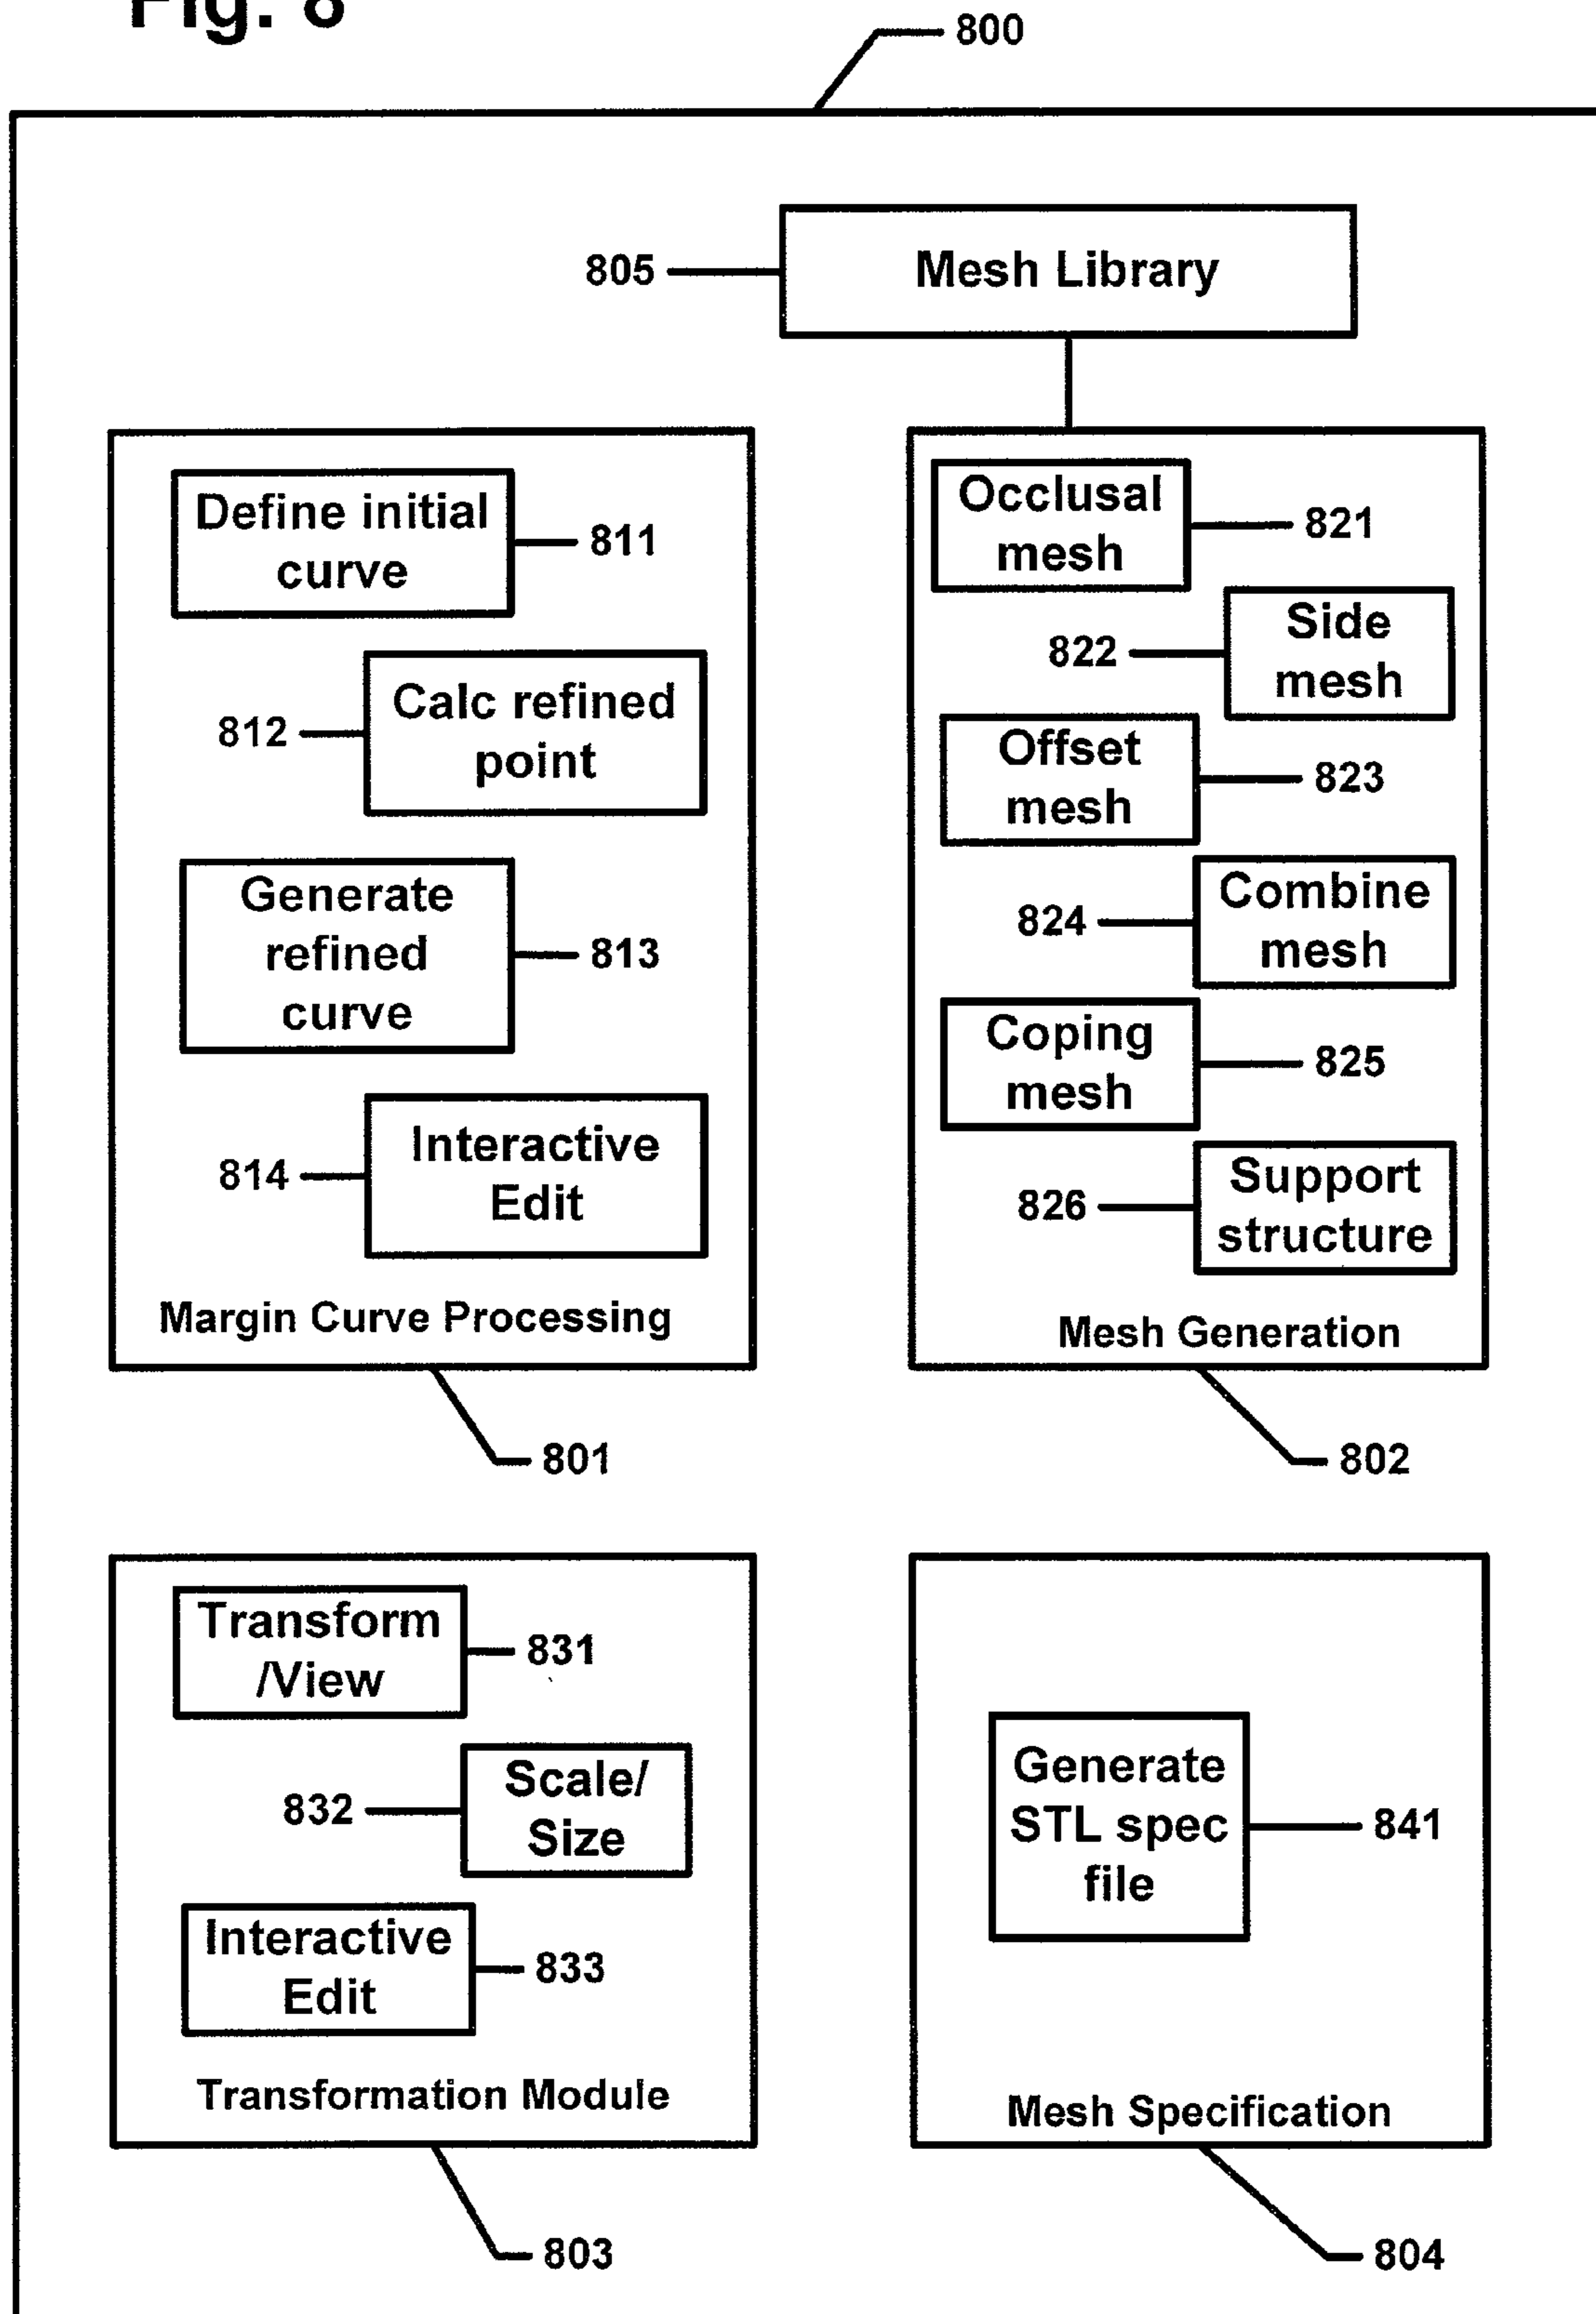 Fig. 8
800
805
Mesh Library
Define initial
curve
811
812
Calc refined
point
Generate
refined
curve
813
814
Interactive
Edit
Margin Curve Processing
801
Occlusal
mesh
821
822
Side
mesh
Offset
mesh
823
824
Combine
mesh
Coping
mesh
825
826
Support
structure
Mesh Generation
802
Transform
/View
831
832
Scale/
Size
Interactive
Edit
833
Transformation Module
803
Generate
STL spec
file
841
Mesh Specification
804